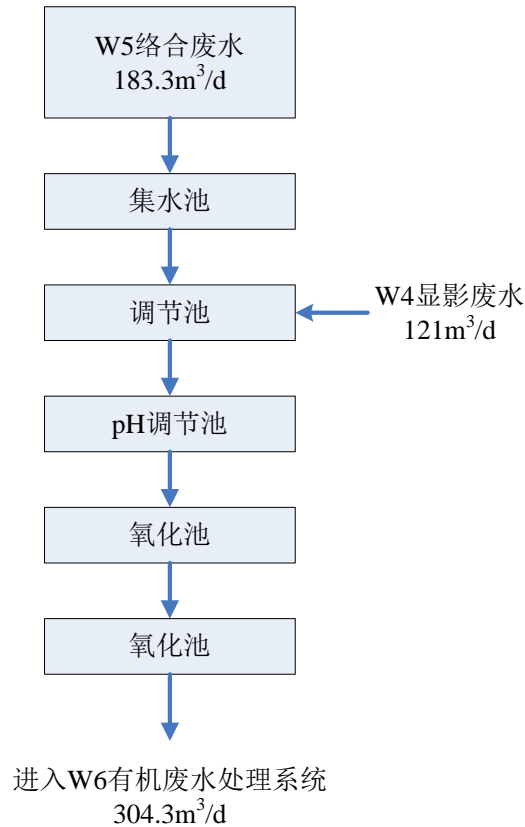 W5络合废水
183.3m³/d
集水池
调节池
W4显影废水
121m³/d
pH调节池
氧化池
氧化池
进入W6有机废水处理系统
304.3m³/d